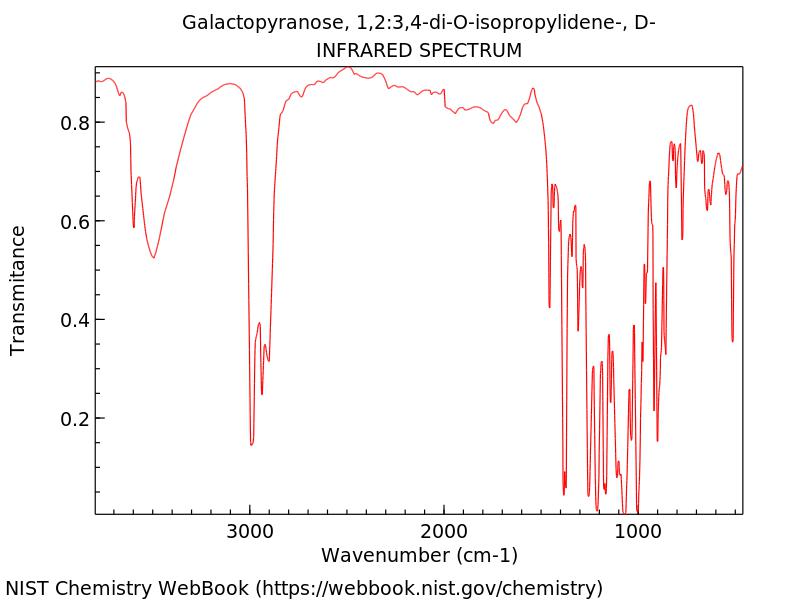 Galactopyranose, 1,2:3,4-di-O-isopropylidene-, D-
INFRARED SPECTRUM
0.8
0.6
0.4
0.2
Transmitance
3000 2000 1000
Wavenumber (cm-1)
NIST Chemistry WebBook (https://webbook.nist.gov/chemistry)